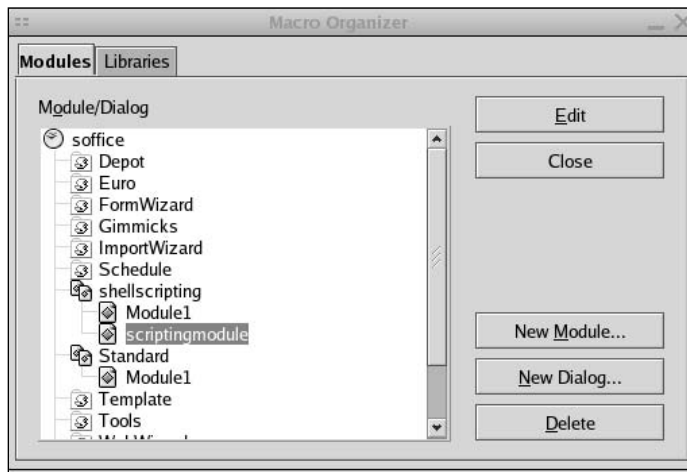 Macro Organizer
Modules Libraries
Module/Dialog
Edit
Close
soffice
Depot
Euro
FormWizard
Gimmicks
ImportWizard
Schedule
shellscripting
Module1
scriptingmodule
Standard
Module1
Template
Tools
New Module...
New Dialog...
Delete